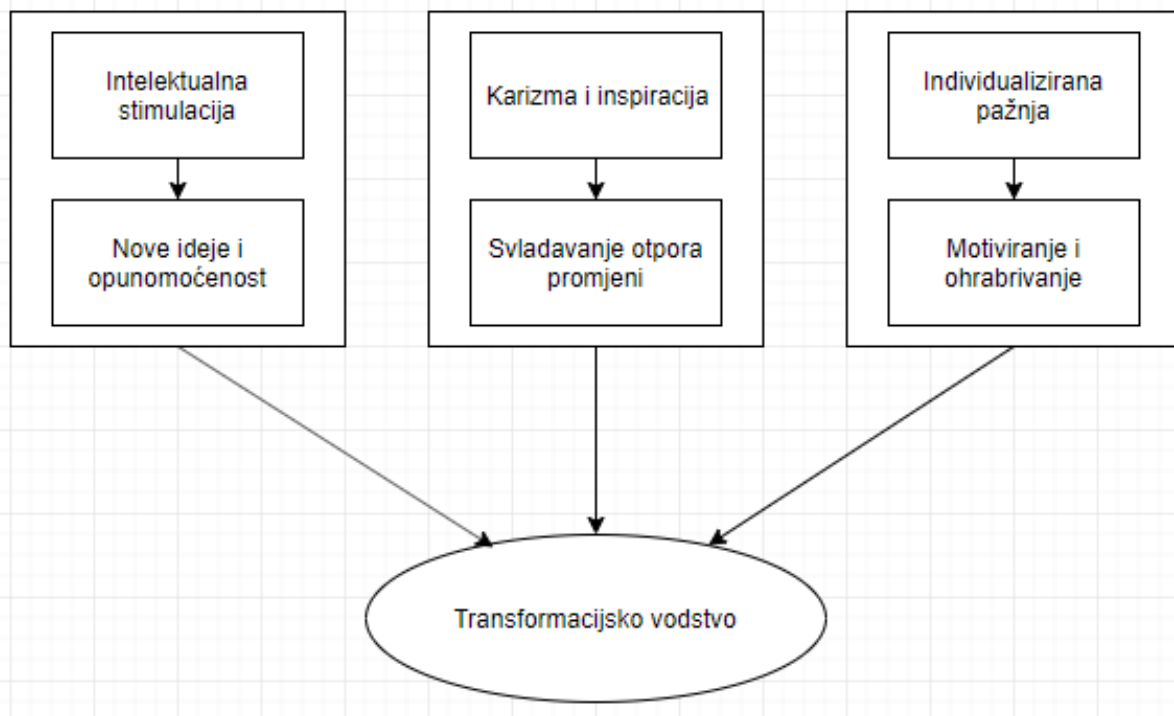 Intelektualna
stimulacija
Nove ideje i
opunomoćenost
Karizma i inspiracija
Svladavanje otpora
promjeni
Individualizirana
pažnja
Motiviranje i
ohrabrivanje
Transformacijsko vodstvo